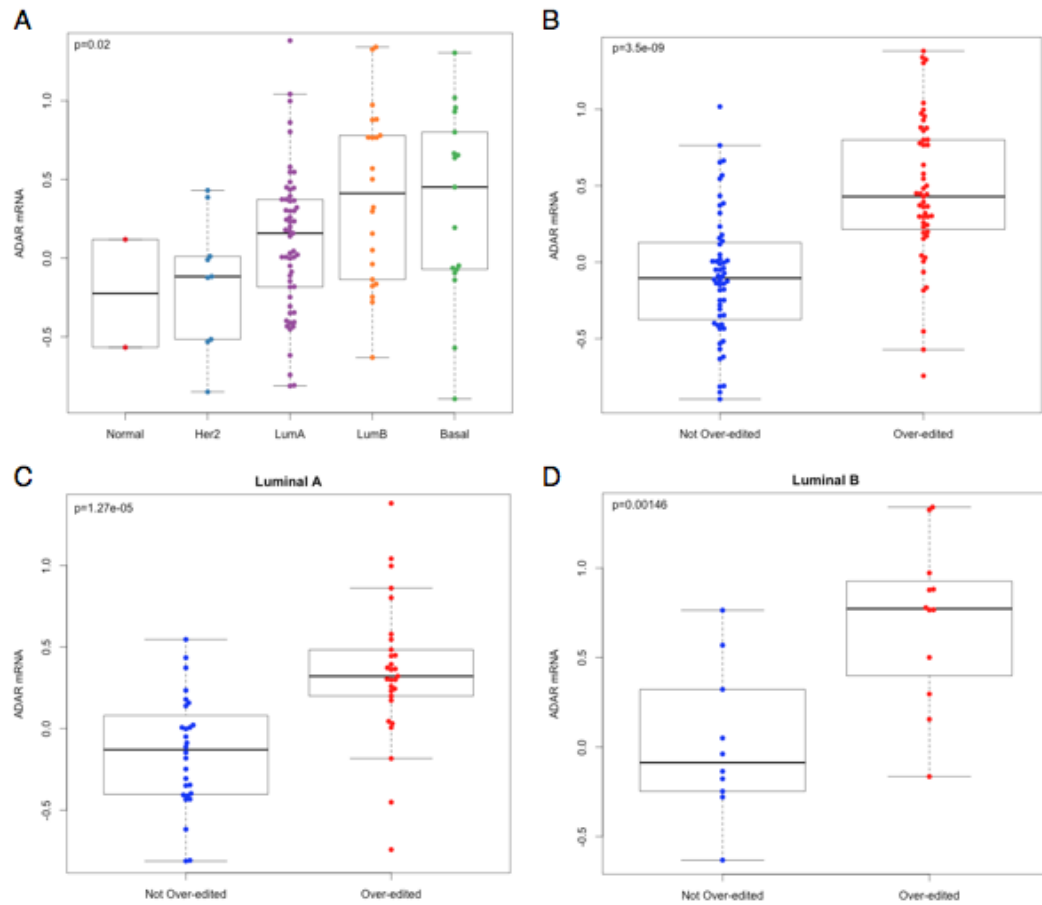 A
p=0.02
ADAR mRNA
1.0
0.5
0.0
-0.5
Normal Her2 LumA LumB Basal
B
p=3.5e-09
ADAR mRNA
1.0
0.5
0.0
-0.5
Not Over-edited Over-edited
C
Luminal A
p=1.27e-05
ADAR mRNA
1.0
0.5
0.0
-0.5
Not Over-edited Over-edited
D
Luminal B
p=0.00146
ADAR mRNA
1.0
0.5
0.0
-0.5
Not Over-edited Over-edited